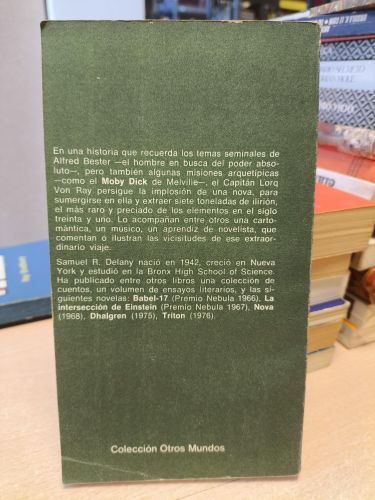 En una historia que recuerda los temas seminales de
Alfred Bester —el hombre en busca del poder abso-
luto—, pero también algunas misiones arquetípicas
—como el Moby Dick de Melville—, el Capitán Lorq
Von Ray persigue la implosión de una nova, para
sumergirse en ella y extraer siete toneladas de ilirión,
el más raro y preciado de los elementos en el siglo
treinta y uno. Lo acompañan entre otros una carto-
mántica, un músico, un aprendiz de novelista, que
comentan o ilustran las vicisitudes de ese extraor-
dinario viaje.
Samuel R. Delany nació en 1942, creció en Nueva
York y estudió en la Bronx High School of Science.
Ha publicado entre otros libros una colección de
cuentos, un volumen de ensayos literarios, y las si-
guientes novelas: Babel-17 (Premio Nebula 1966), La
intersección de Einstein (Premio Nebula 1967), Nova
(1968), Dhalgren (1975), Triton (1976).
Colección Otros Mundos